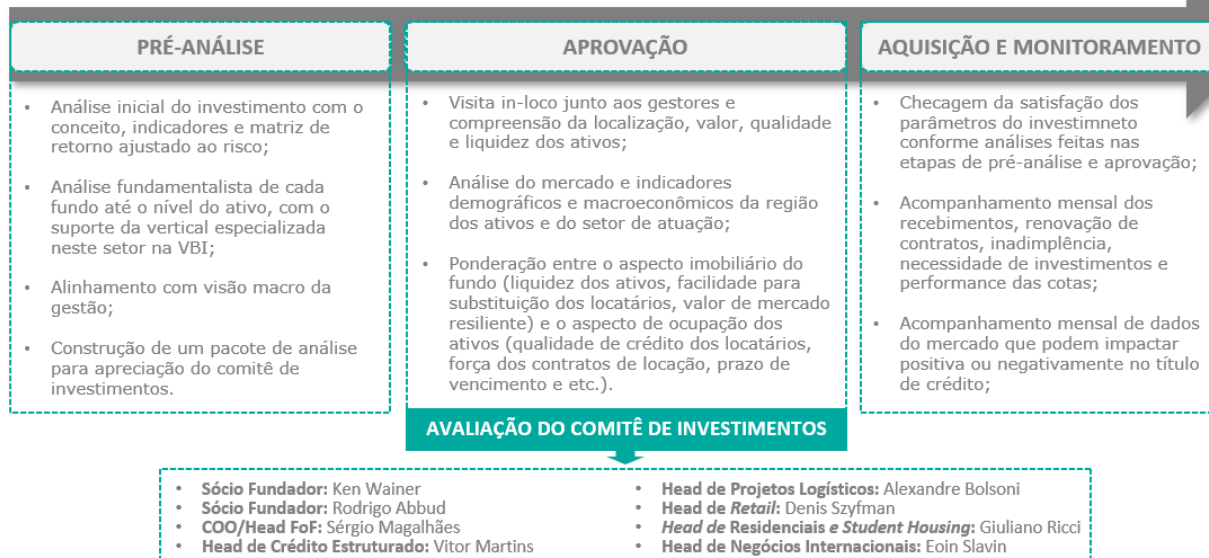 PRÉ-ANÁLISE
• Análise inicial do investimento com o
conceito, indicadores e matriz de
retorno ajustado ao risco;
• Análise fundamentalista de cada
fundo até o nível do ativo, com o
suporte da vertical especializada
neste setor na VBI;
• Alinhamento com visão macro da
gestão;
• Construção de um pacote de análise
para apreciação do comitê de
investimentos.
APROVAÇÃO
• Visita in-loco junto aos gestores e
compreensão da localização, valor, qualidade
e liquidez dos ativos;
• Análise do mercado e indicadores
demográficos e macroeconômicos da região
dos ativos e do setor de atuação;
• Ponderação entre o aspecto imobiliário do
fundo (liquidez dos ativos, facilidade para
substituição dos locatários, valor de mercado
resiliente) e o aspecto de ocupação dos
ativos (qualidade de crédito dos locatários,
força dos contratos de locação, prazo de
vencimento e etc.).
AQUISIÇÃO E MONITORAMENTO
• Checagem da satisfação dos
parâmetros do investimneto
conforme análises feitas nas
etapas de pré-análise e aprovação;
• Acompanhamento mensal dos
recebimentos, renovação de
contratos, inadimplência,
necessidade de investimentos e
performance das cotas;
• Acompanhamento mensal de dados
do mercado que podem impactar
positiva ou negativamente no título
de crédito;
AVALIAÇÃO DO COMITÊ DE INVESTIMENTOS
• Sócio Fundador: Ken Wainer
• Sócio Fundador: Rodrigo Abbud
• COO/Head FoF: Sérgio Magalhães
• Head de Crédito Estruturado: Vitor Martins
• Head de Projetos Logísticos: Alexandre Bolsoni
• Head de Retail: Denis Szyfman
• Head de Residenciais e Student Housing: Giuliano Ricci
• Head de Negócios Internacionais: Eoin Slavin